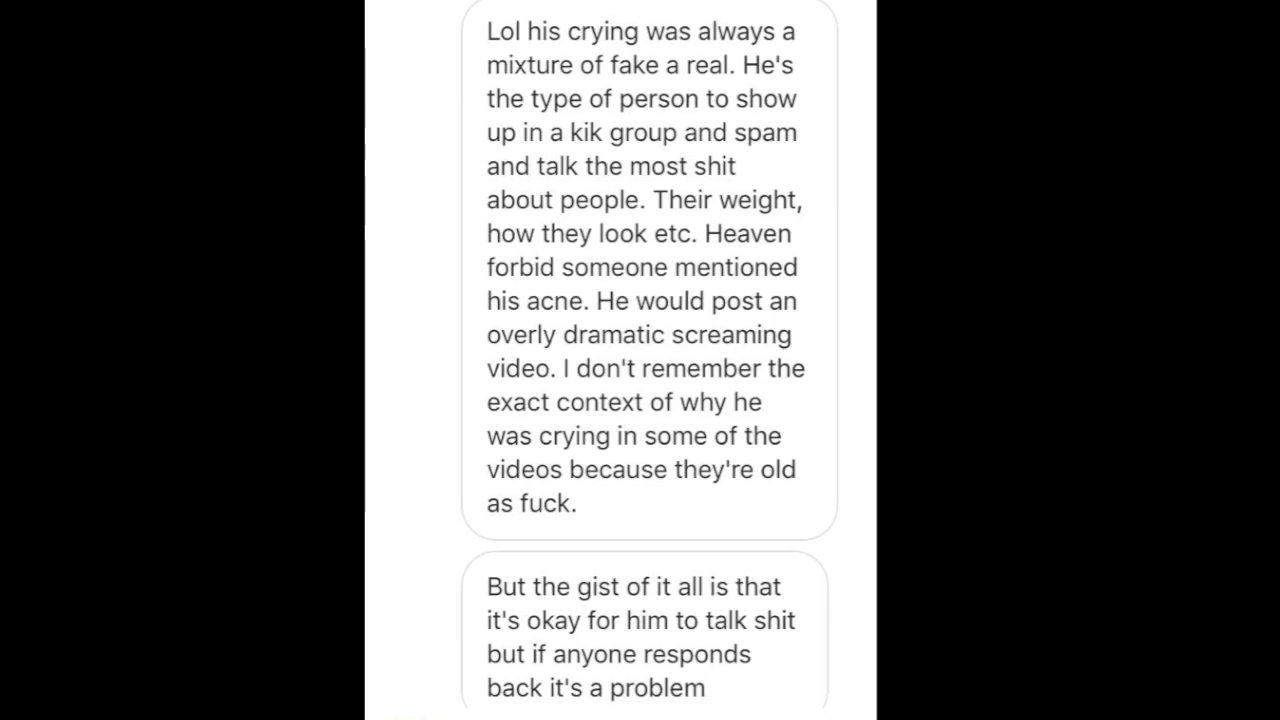 Lol his crying was always a
mixture of fake a real. He's
the type of person to show
up in a kik group and spam
and talk the most shit
about people. Their weight,
how they look etc. Heaven
forbid someone mentioned
his acne. He would post an
overly dramatic screaming
video. I don't remember the
exact context of why he
was crying in some of the
videos because they're old
as fuck.
But the gist of it all is that
it's okay for him to talk shit
but if anyone responds
back it's a problem